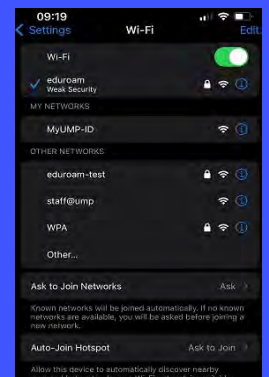 09:19
Settings Wi-Fi Edit
Wi-Fi
eduroam
Weak Security
MY NETWORKS
MyUMP-ID
OTHER NETWORKS
eduroam-test
staff@ump
WPA
Other...
Ask to Join Networks Ask
Known networks will be joined automatically. If no known
networks are available, you will be asked before joining a
new network.
Auto-Join Hotspot Ask to Join
Allow this device to automatically discover nearby